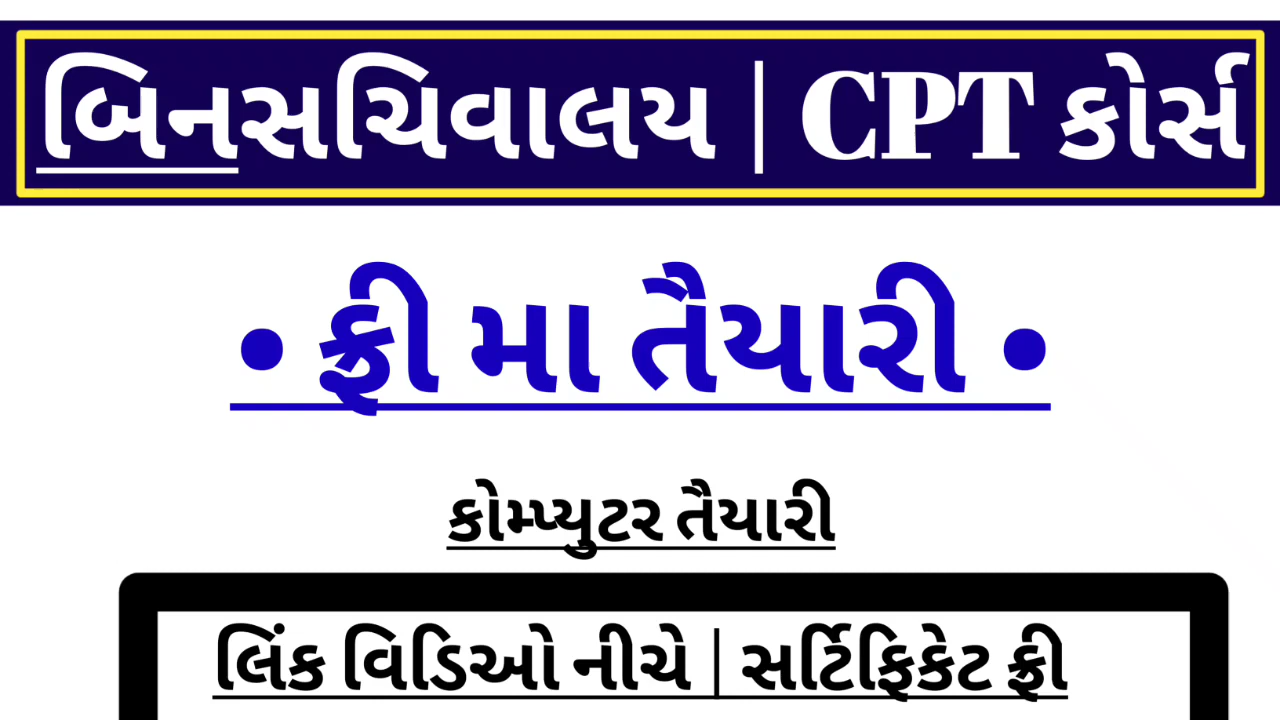 બિનસચિવાલય | CPT કોર્સ
• ફ્રી મા તૈયારી •
કોમ્પ્યુટર તૈયારી
લિંક વિડિઓ નીચે | સર્ટિફિકેટ ફ્રી